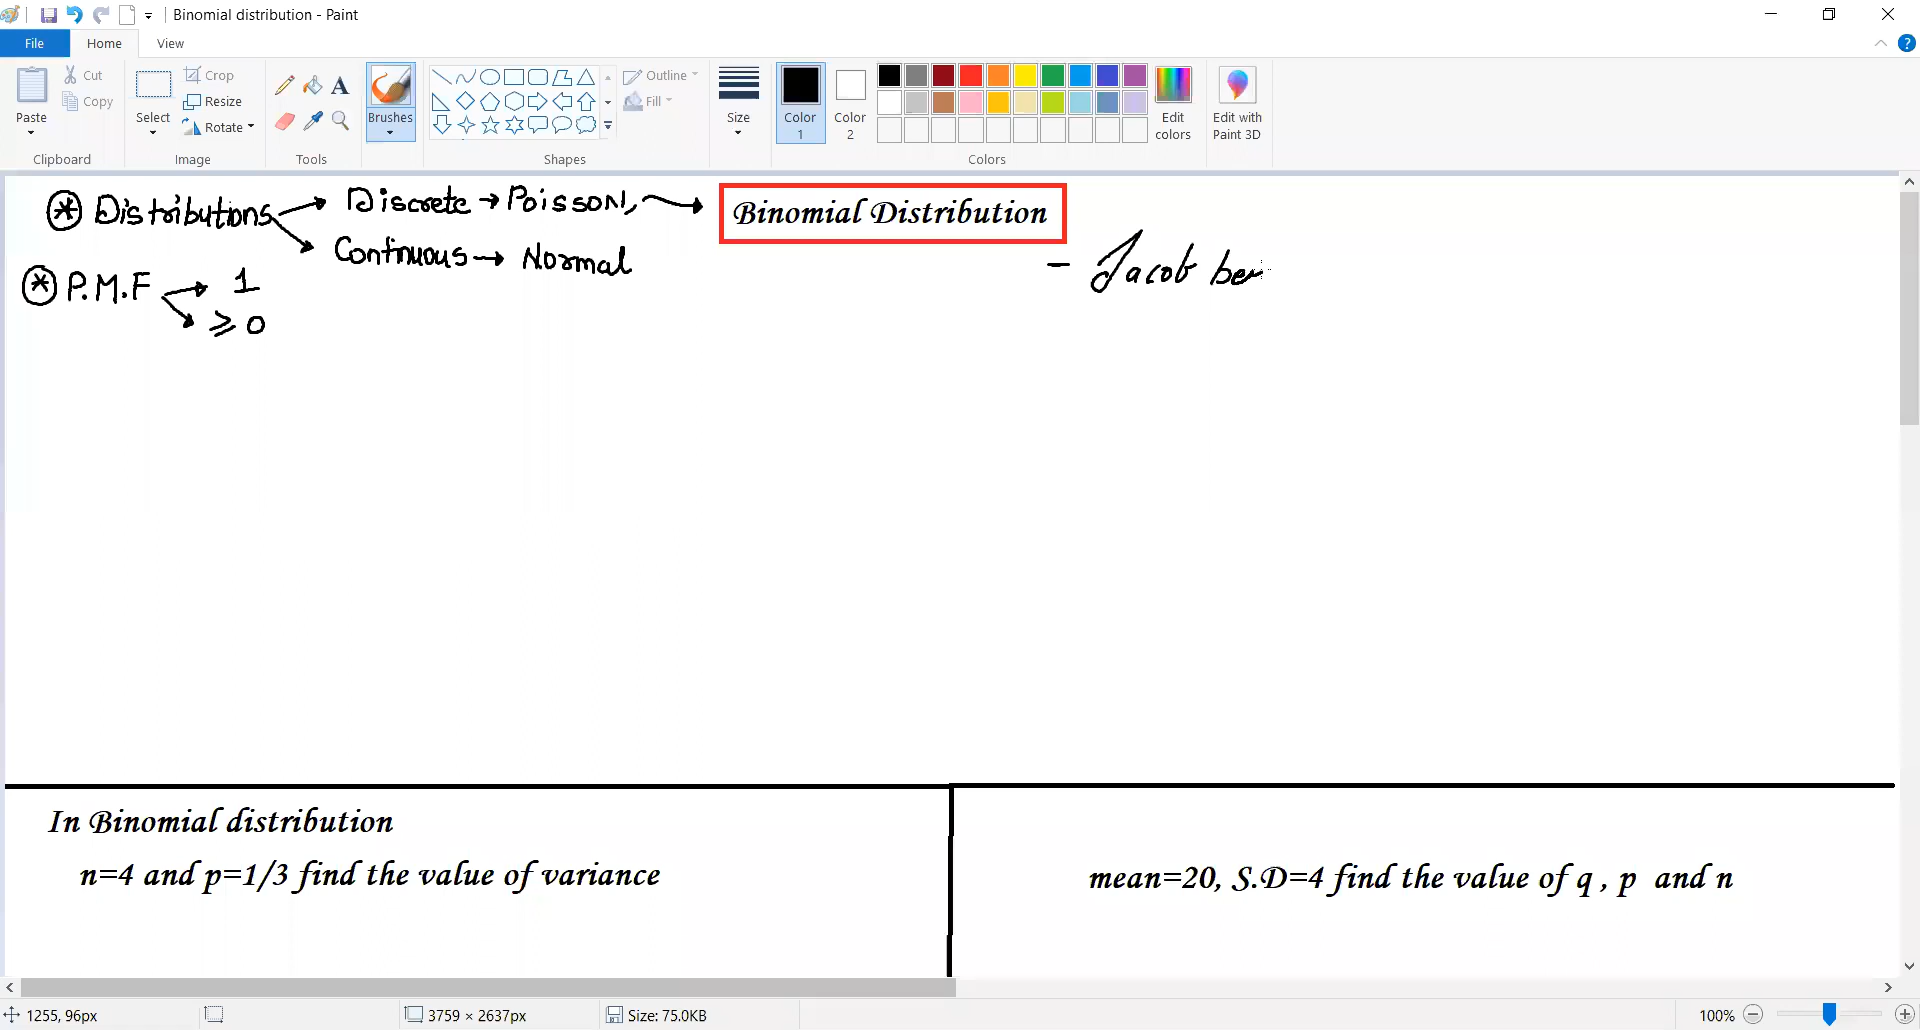 Binomial distribution - Paint
File Home View
Paste Cut Copy Clipboard
Select Crop Resize Rotate Image
Tools
Brushes
Outline Fill Shapes
Size
Color 1 Color 2 Edit colors Colors
Edit with Paint 3D
Distributions Discrete → Poisson, Binomial Distribution
Continuous → Normal
- Jacob ber
P.M.F 1
≥ 0
In Binomial distribution
n=4 and p=1/3 find the value of variance
mean=20, S.D=4 find the value of q , p and n
1255, 96px 3759 × 2637px Size: 75.0KB 100%